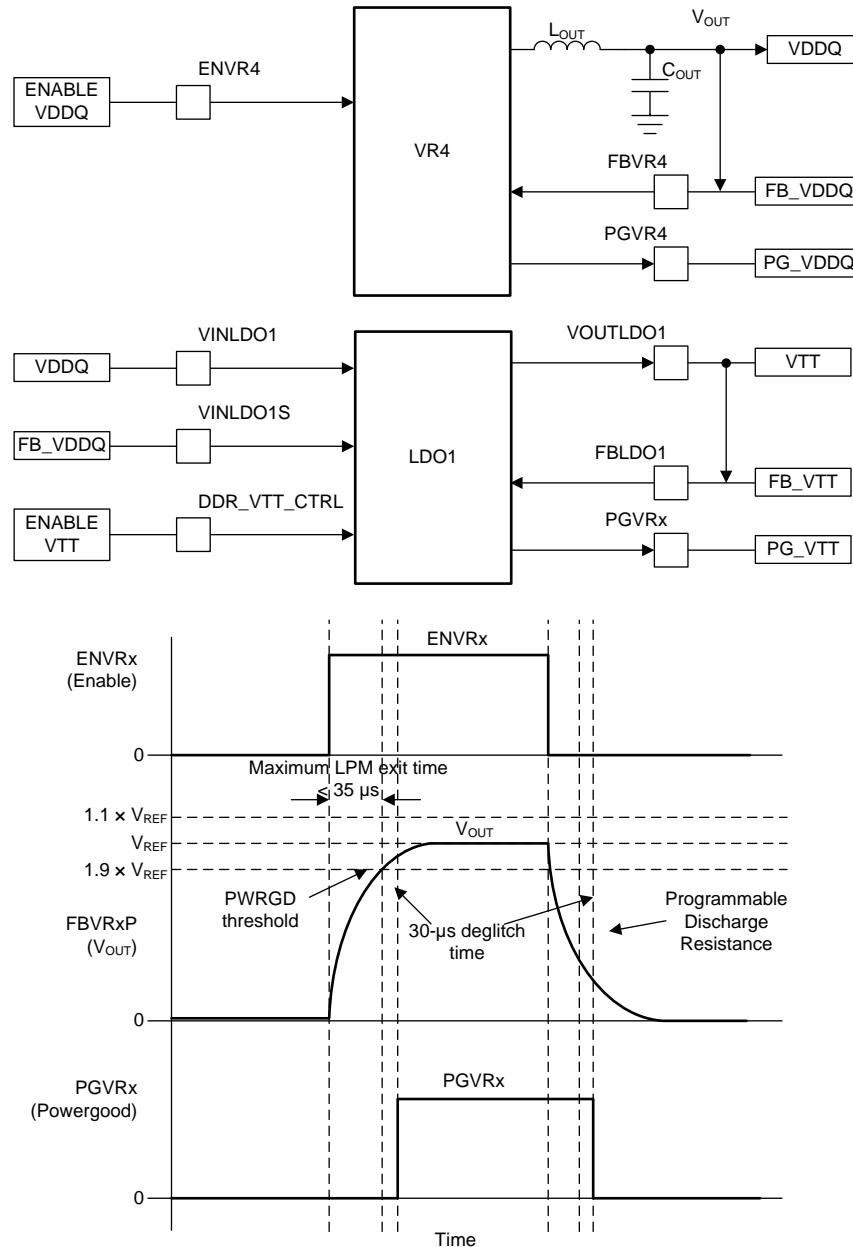 LOUT
VOUT
VDDQ
ENVR4
COUT
ENABLE
VDDQ
VR4
FBVR4
FB_VDDQ
PGVR4
PG_VDDQ
VINLDO1
VOUTLDO1
VDDQ
VTT
VINLDO1S
FB_VDDQ
LDO1
FBLDO1
FB_VTT
DDR_VTT_CTRL
ENABLE
VTT
PGVRx
PG_VTT
ENVRx
ENVRx
(Enable)
0
Maximum LPM exit time
< 35 µs
1.1 × VREF
VREF
VOUT
1.9 × VREF
PWRGD
threshold
30-µs deglitch
time
Programmable
Discharge
Resistance
FBVRxP
(VOUT)
0
PGVRx
(Powergood)
PGVRx
0
Time